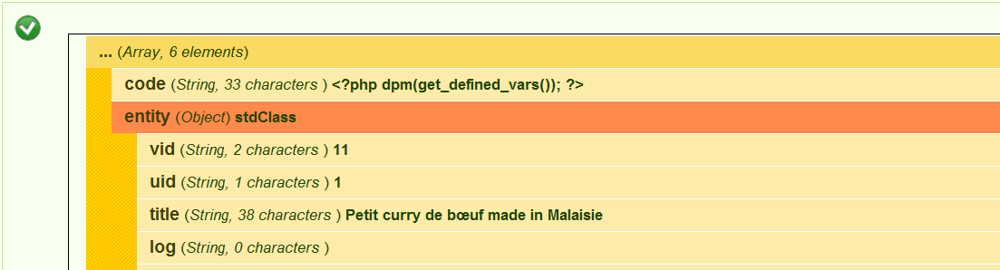 ... (Array, 6 elements)
code (String, 33 characters ) <?php dpm(get_defined_vars()); ?>
entity (Object) stdClass
vid (String, 2 characters ) 11
uid (String, 1 characters ) 1
title (String, 38 characters ) Petit curry de bœuf made in Malaisie
log (String, 0 characters )